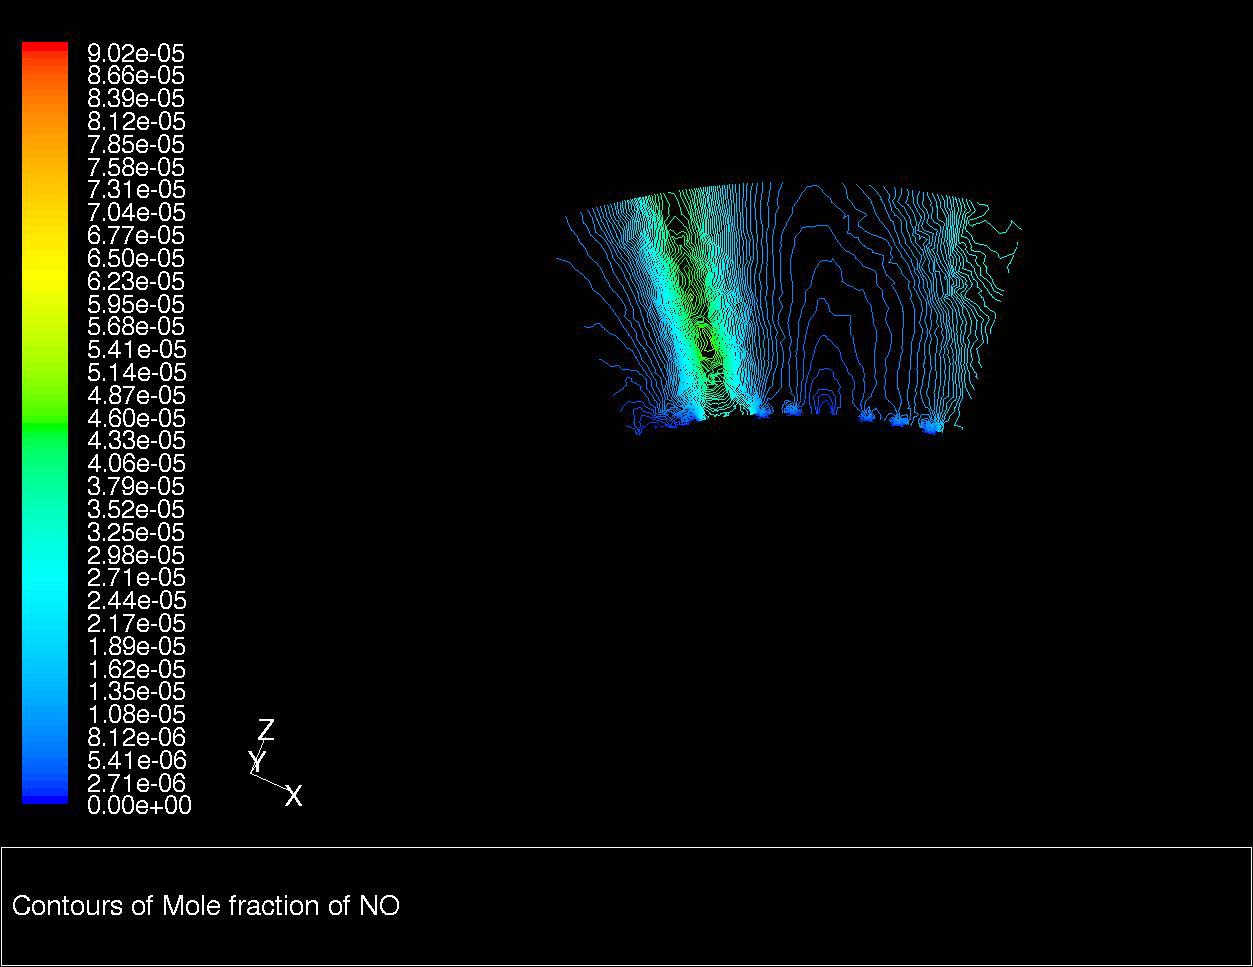 9.02e-05
8.66e-05
8.39e-05
8.12e-05
7.85e-05
7.58e-05
7.31e-05
7.04e-05
6.77e-05
6.50e-05
6.23e-05
5.95e-05
5.68e-05
5.41e-05
5.14e-05
4.87e-05
4.60e-05
4.33e-05
4.06e-05
3.79e-05
3.52e-05
3.25e-05
2.98e-05
2.71e-05
2.44e-05
2.17e-05
1.89e-05
1.62e-05
1.35e-05
1.08e-05
8.12e-06
5.41e-06
2.71e-06
0.00e+00
Z
Y
X
Contours of Mole fraction of NO